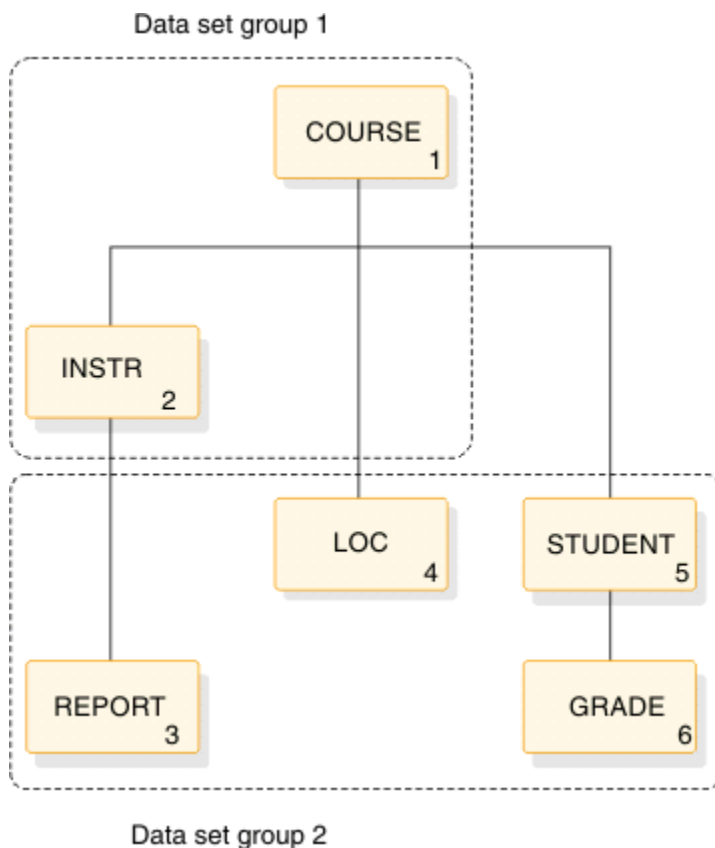 Data set group 1
COURSE
1
INSTR
2
LOC
4
STUDENT
5
REPORT
3
GRADE
6
Data set group 2